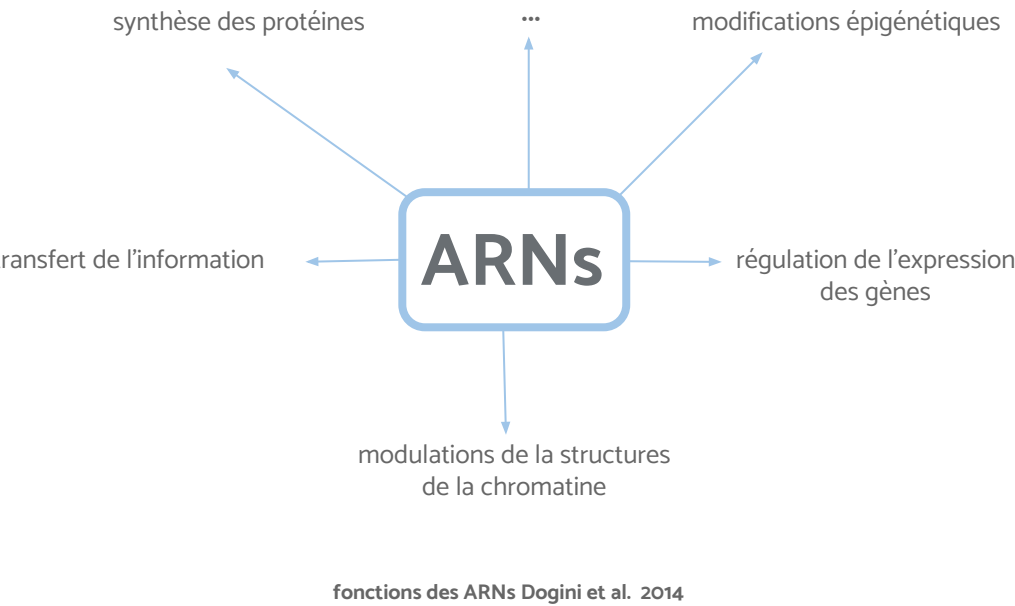 synthèse des protéines
...
modifications épigénétiques
ransfert de l'information
ARNs
régulation de l'expression
des gènes
modulations de la structures
de la chromatine
fonctions des ARNs Dogini et al. 2014